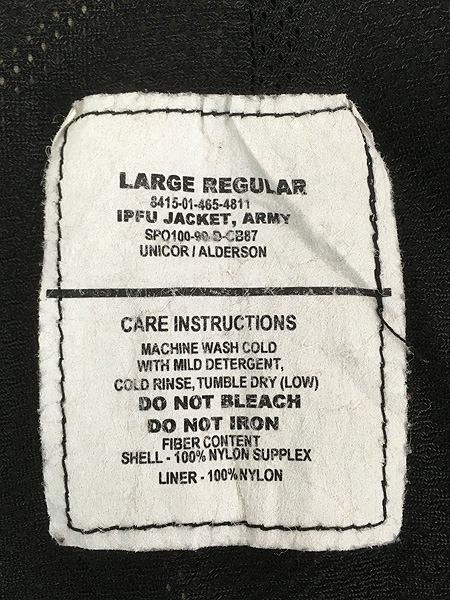 LARGE REGULAR
8415-01-465-4811
IPFU JACKET, ARMY
SPO100-99-D-CB87
UNICOR / ALDERSON
CARE INSTRUCTIONS
MACHINE WASH COLD
WITH MILD DETERGENT,
COLD RINSE, TUMBLE DRY (LOW)
DO NOT BLEACH
DO NOT IRON
FIBER CONTENT
SHELL - 100% NYLON SUPPLEX
LINER - 100% NYLON